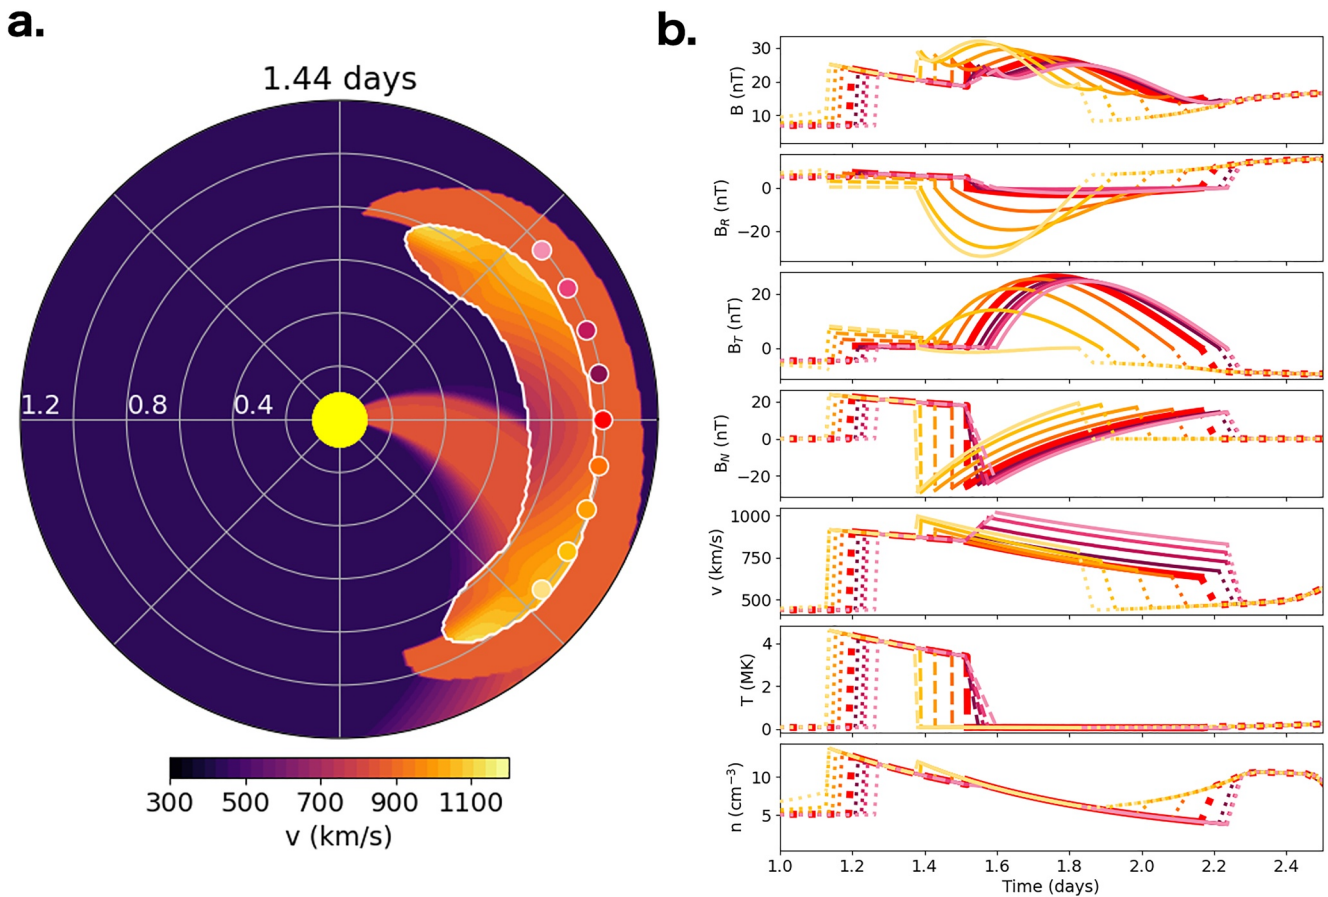 a.
1.44 days
1.2 0.8 0.4
300 500 700 900 1100
v (km/s)
b.
30
20
10
B (nT)
0
−20
B_R (nT)
20
0
B_T (nT)
20
0
−20
B_N (nT)
1000
750
500
v (km/s)
4
2
0
T (MK)
10
5
n (cm⁻³)
1.0 1.2 1.4 1.6 1.8 2.0 2.2 2.4
Time (days)